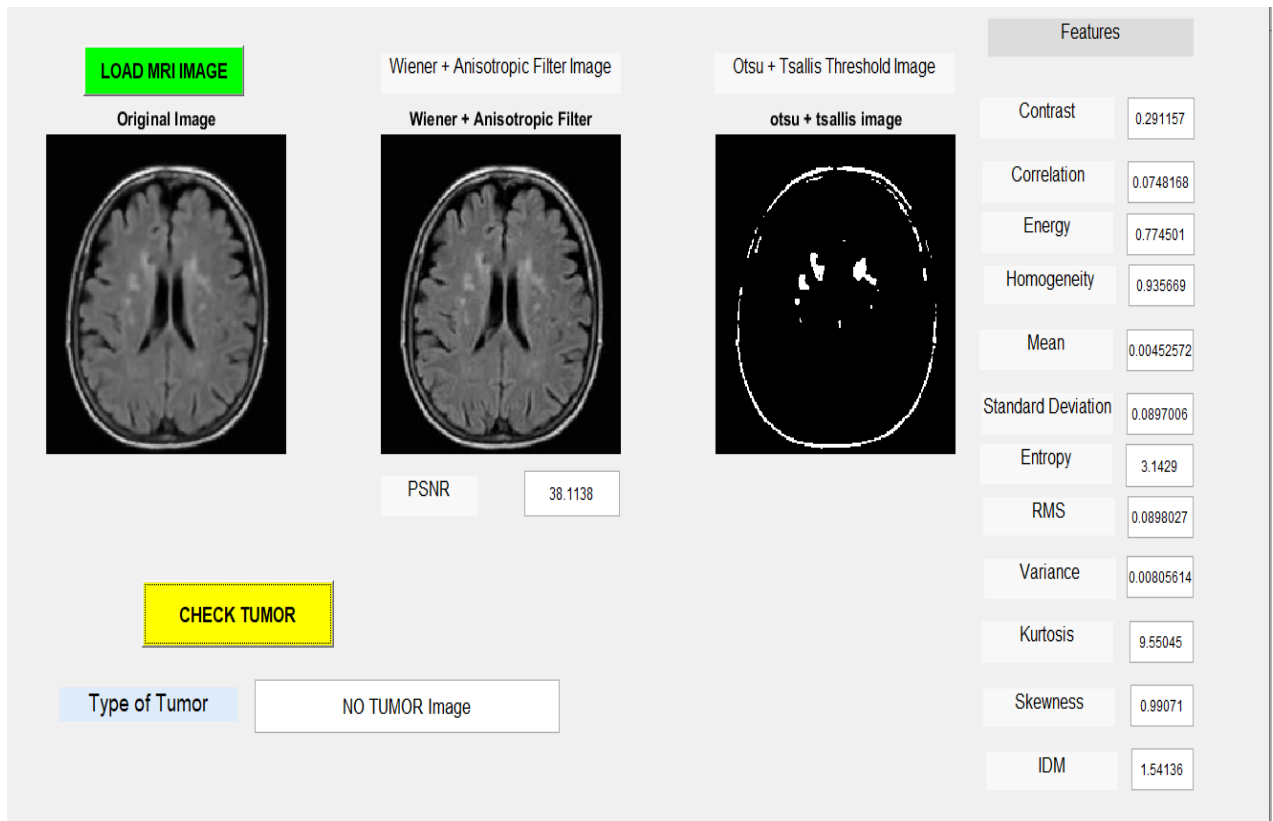 LOAD MRI IMAGE
Wiener + Anisotropic Filter Image
Otsu + Tsallis Threshold Image
Original Image
Wiener + Anisotropic Filter
otsu + tsallis image
PSNR
38.1138
CHECK TUMOR
Type of Tumor
NO TUMOR Image
Features
Contrast
0.291157
Correlation
0.0748168
Energy
0.774501
Homogeneity
0.935669
Mean
0.00452572
Standard Deviation
0.0897006
Entropy
3.1429
RMS
0.0898027
Variance
0.00805614
Kurtosis
9.55045
Skewness
0.99071
IDM
1.54136